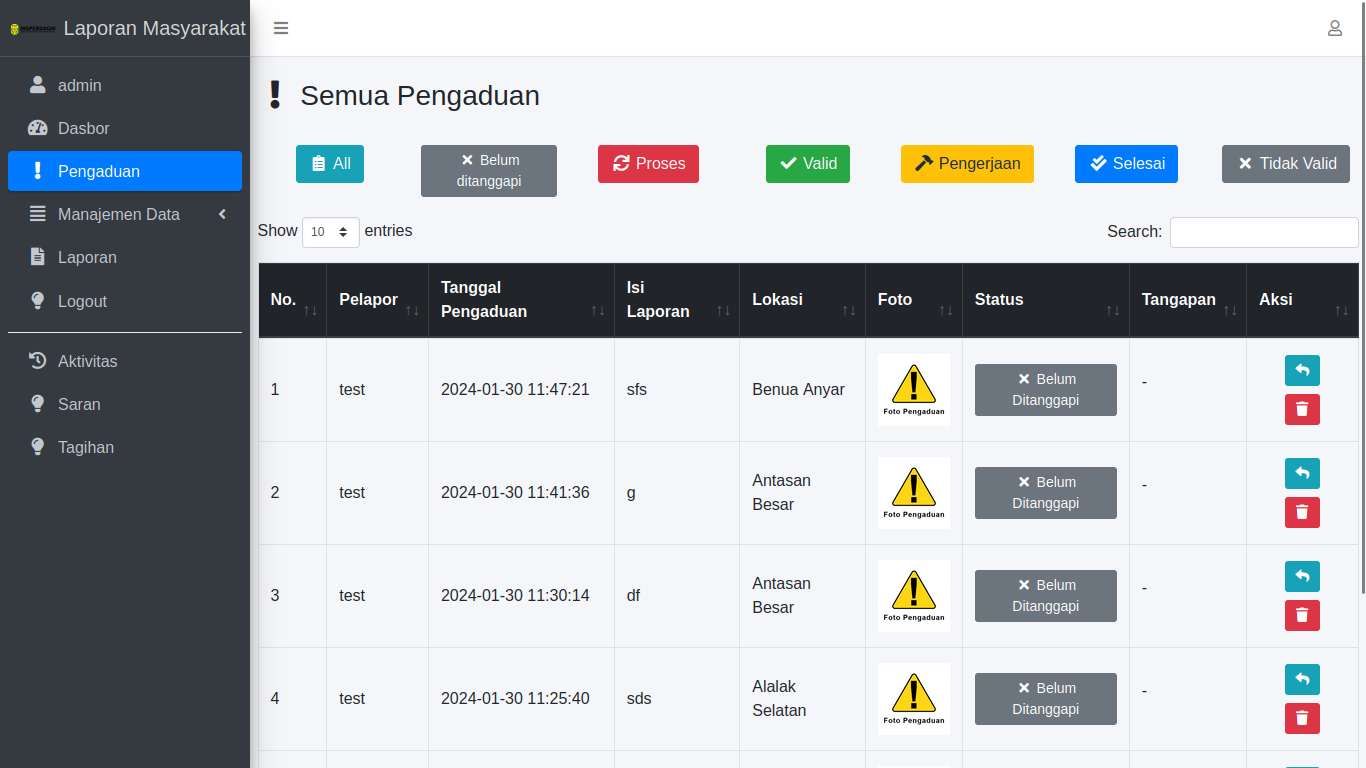 DISPERDAGIN
Laporan Masyarakat
admin
Dasbor
Pengaduan
Manajemen Data
Laporan
Logout
Aktivitas
Saran
Tagihan
Semua Pengaduan
All
Belum
ditanggapi
Proses
Valid
Pengerjaan
Selesai
Tidak Valid
Show 10 entries
Search:
No.
Pelapor
Tanggal
Pengaduan
Isi
Laporan
Lokasi
Foto
Status
Tangapan
Aksi
1
test
2024-01-30 11:47:21
sfs
Benua Anyar
Foto Pengaduan
Belum
Ditanggapi
-
2
test
2024-01-30 11:41:36
g
Antasan
Besar
Foto Pengaduan
Belum
Ditanggapi
-
3
test
2024-01-30 11:30:14
df
Antasan
Besar
Foto Pengaduan
Belum
Ditanggapi
-
4
test
2024-01-30 11:25:40
sds
Alalak
Selatan
Foto Pengaduan
Belum
Ditanggapi
-